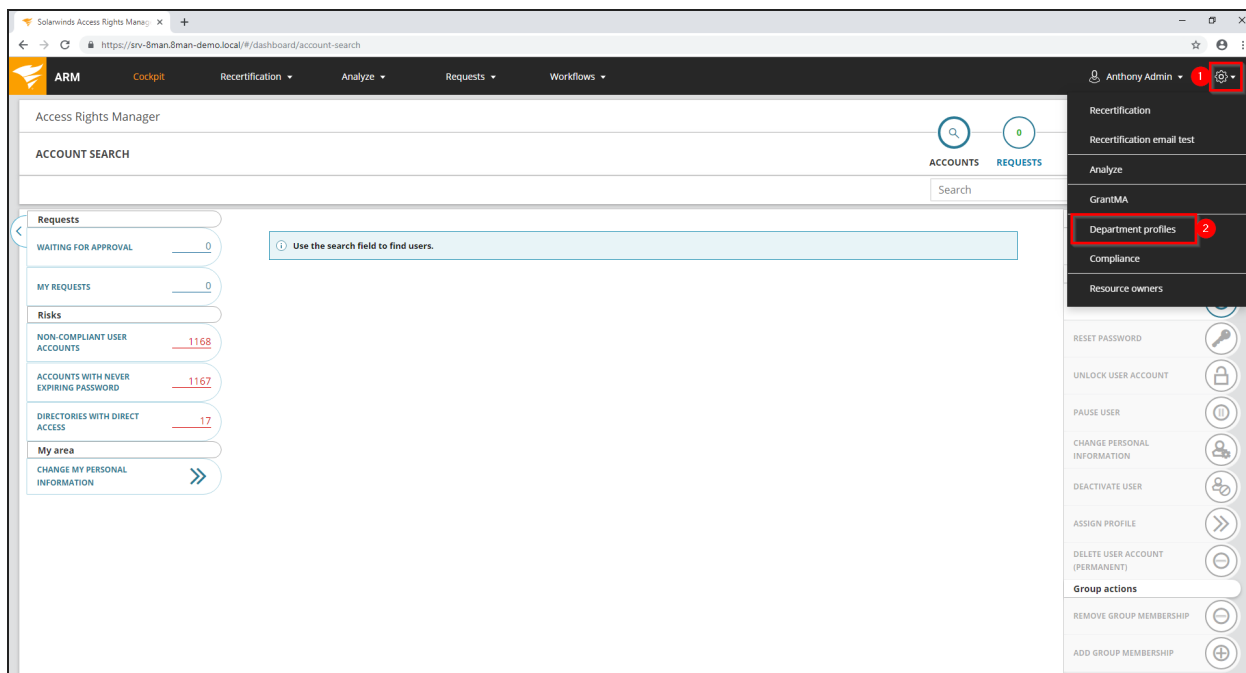 Solarwinds Access Rights Manag
https://srv-8man.8man-demo.local/#/dashboard/account-search
ARM Cockpit Recertification Analyze Requests Workflows Anthony Admin 1
Access Rights Manager
ACCOUNT SEARCH
0
ACCOUNTS REQUESTS
Search
Recertification
Recertification email test
Analyze
GrantMA
Department profiles 2
Compliance
Resource owners
Requests
WAITING FOR APPROVAL 0
MY REQUESTS 0
Risks
NON-COMPLIANT USER
ACCOUNTS 1168
ACCOUNTS WITH NEVER
EXPIRING PASSWORD 1167
DIRECTORIES WITH DIRECT
ACCESS 17
My area
CHANGE MY PERSONAL
INFORMATION
Use the search field to find users.
RESET PASSWORD
UNLOCK USER ACCOUNT
PAUSE USER
CHANGE PERSONAL
INFORMATION
DEACTIVATE USER
ASSIGN PROFILE
DELETE USER ACCOUNT
(PERMANENT)
Group actions
REMOVE GROUP MEMBERSHIP
ADD GROUP MEMBERSHIP